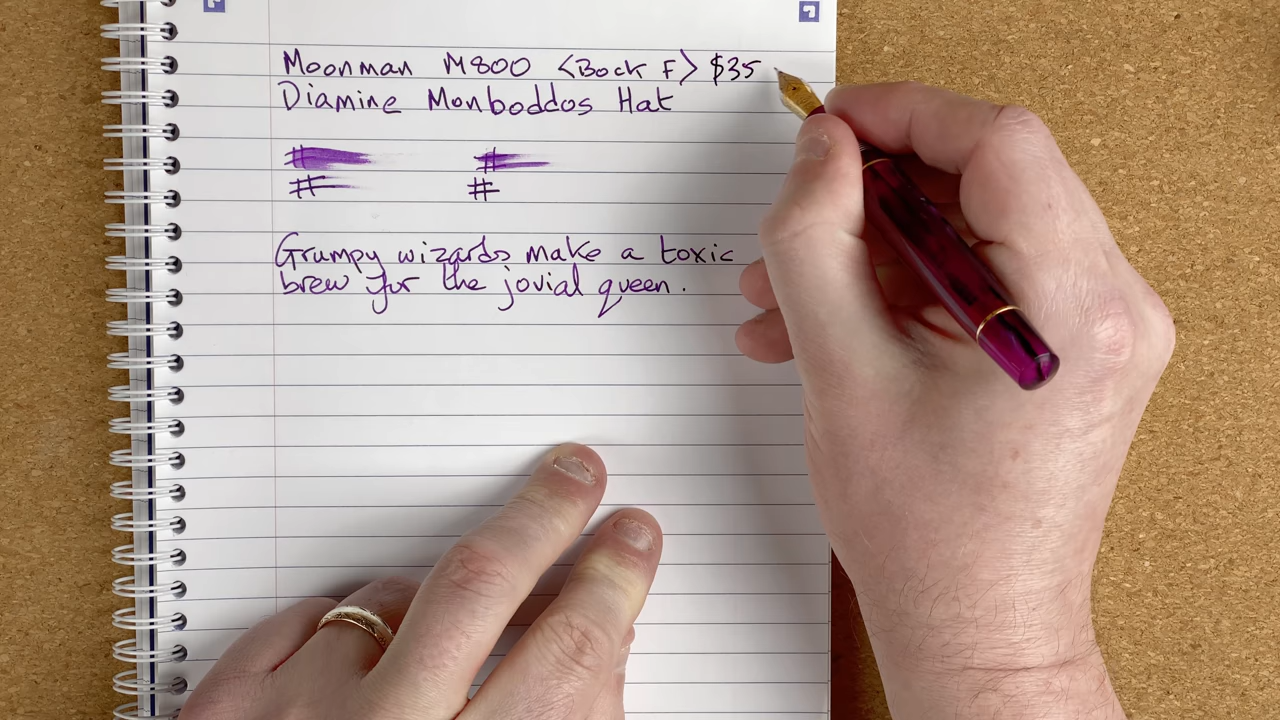 Moonman M800 <Bock F> $35
Diamine Monboddos Hat
# #
# #
Grumpy wizards make a toxic
brew for the jovial queen.